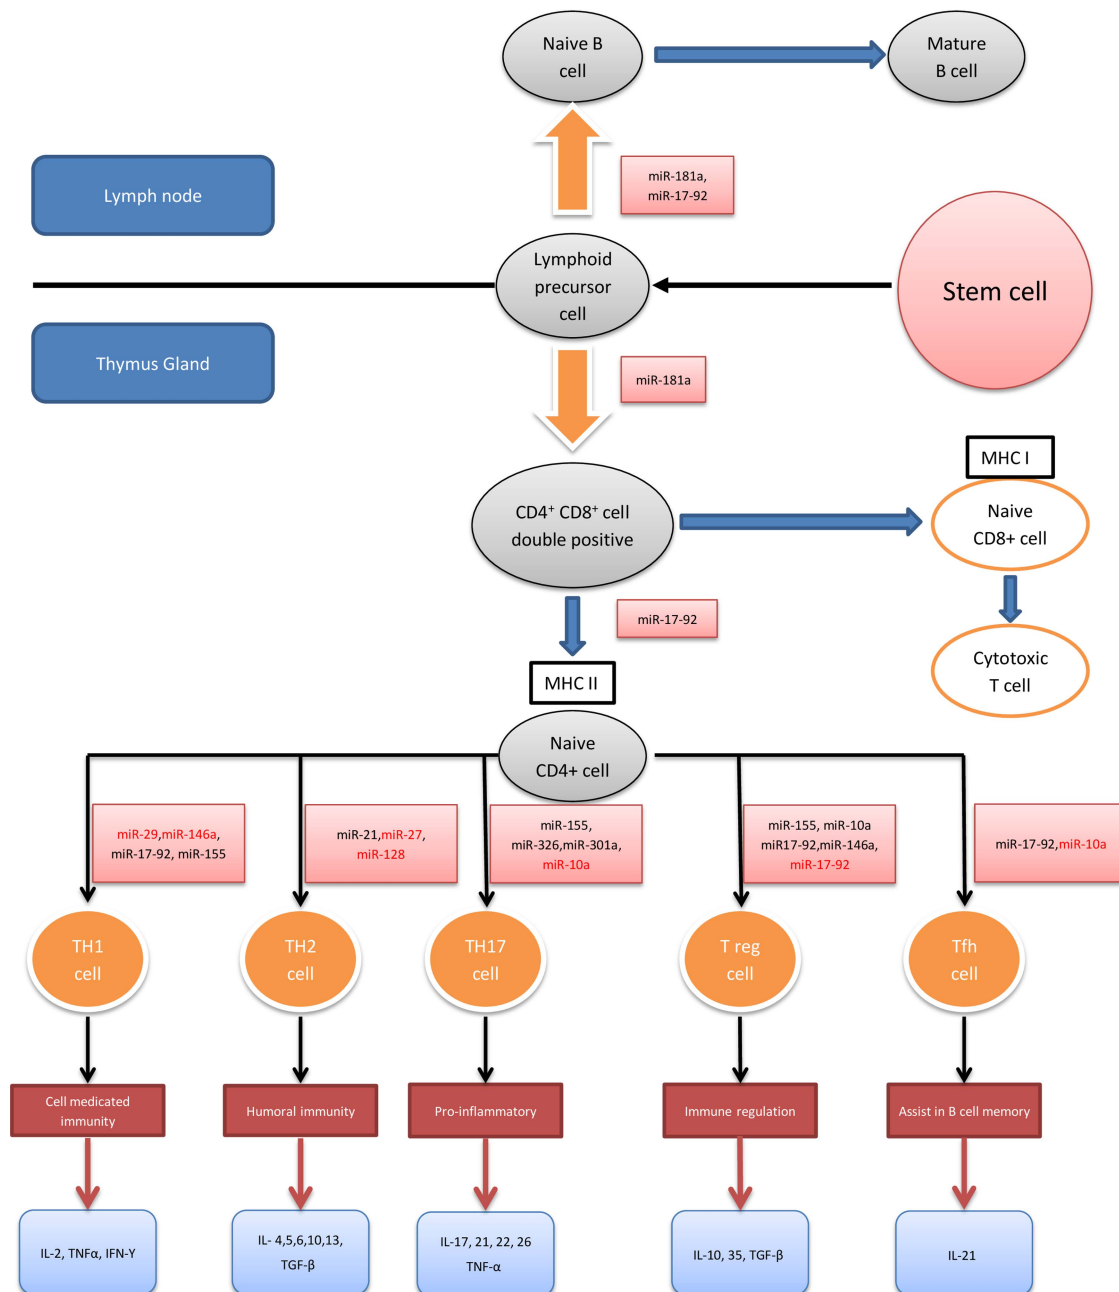 Naive B
cell
Mature
B cell
Lymph node
miR-181a,
miR-17-92
Lymphoid
precursor
cell
Stem cell
Thymus Gland
miR-181a
MHC I
CD4⁺ CD8⁺ cell
double positive
Naive
CD8+ cell
miR-17-92
Cytotoxic
T cell
MHC II
Naive
CD4+ cell
miR-29,miR-146a,
miR-17-92, miR-155
miR-21,miR-27,
miR-128
miR-155,
miR-326,miR-301a,
miR-10a
miR-155, miR-10a
miR17-92,miR-146a,
miR-17-92
miR-17-92,miR-10a
TH1
cell
TH2
cell
TH17
cell
T reg
cell
Tfh
cell
Cell medicated
immunity
Humoral immunity
Pro-inflammatory
Immune regulation
Assist in B cell memory
IL-2, TNFα, IFN-Y
IL- 4,5,6,10,13,
TGF-β
IL-17, 21, 22, 26
TNF-α
IL-10, 35, TGF-β
IL-21